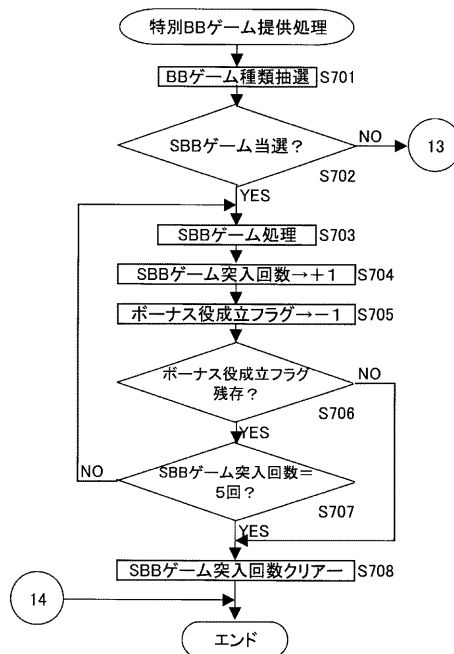 特別BBゲーム提供処理
BBゲーム種類抽選 S701
SBBゲーム当選？
NO
13
S702
YES
SBBゲーム処理 S703
SBBゲーム突入回数→＋1 S704
ボーナス役成立フラグ→－1 S705
ボーナス役成立フラグ
残存？
NO
S706
YES
NO
SBBゲーム突入回数＝
5回？
S707
YES
SBBゲーム突入回数クリアー S708
14
エンド